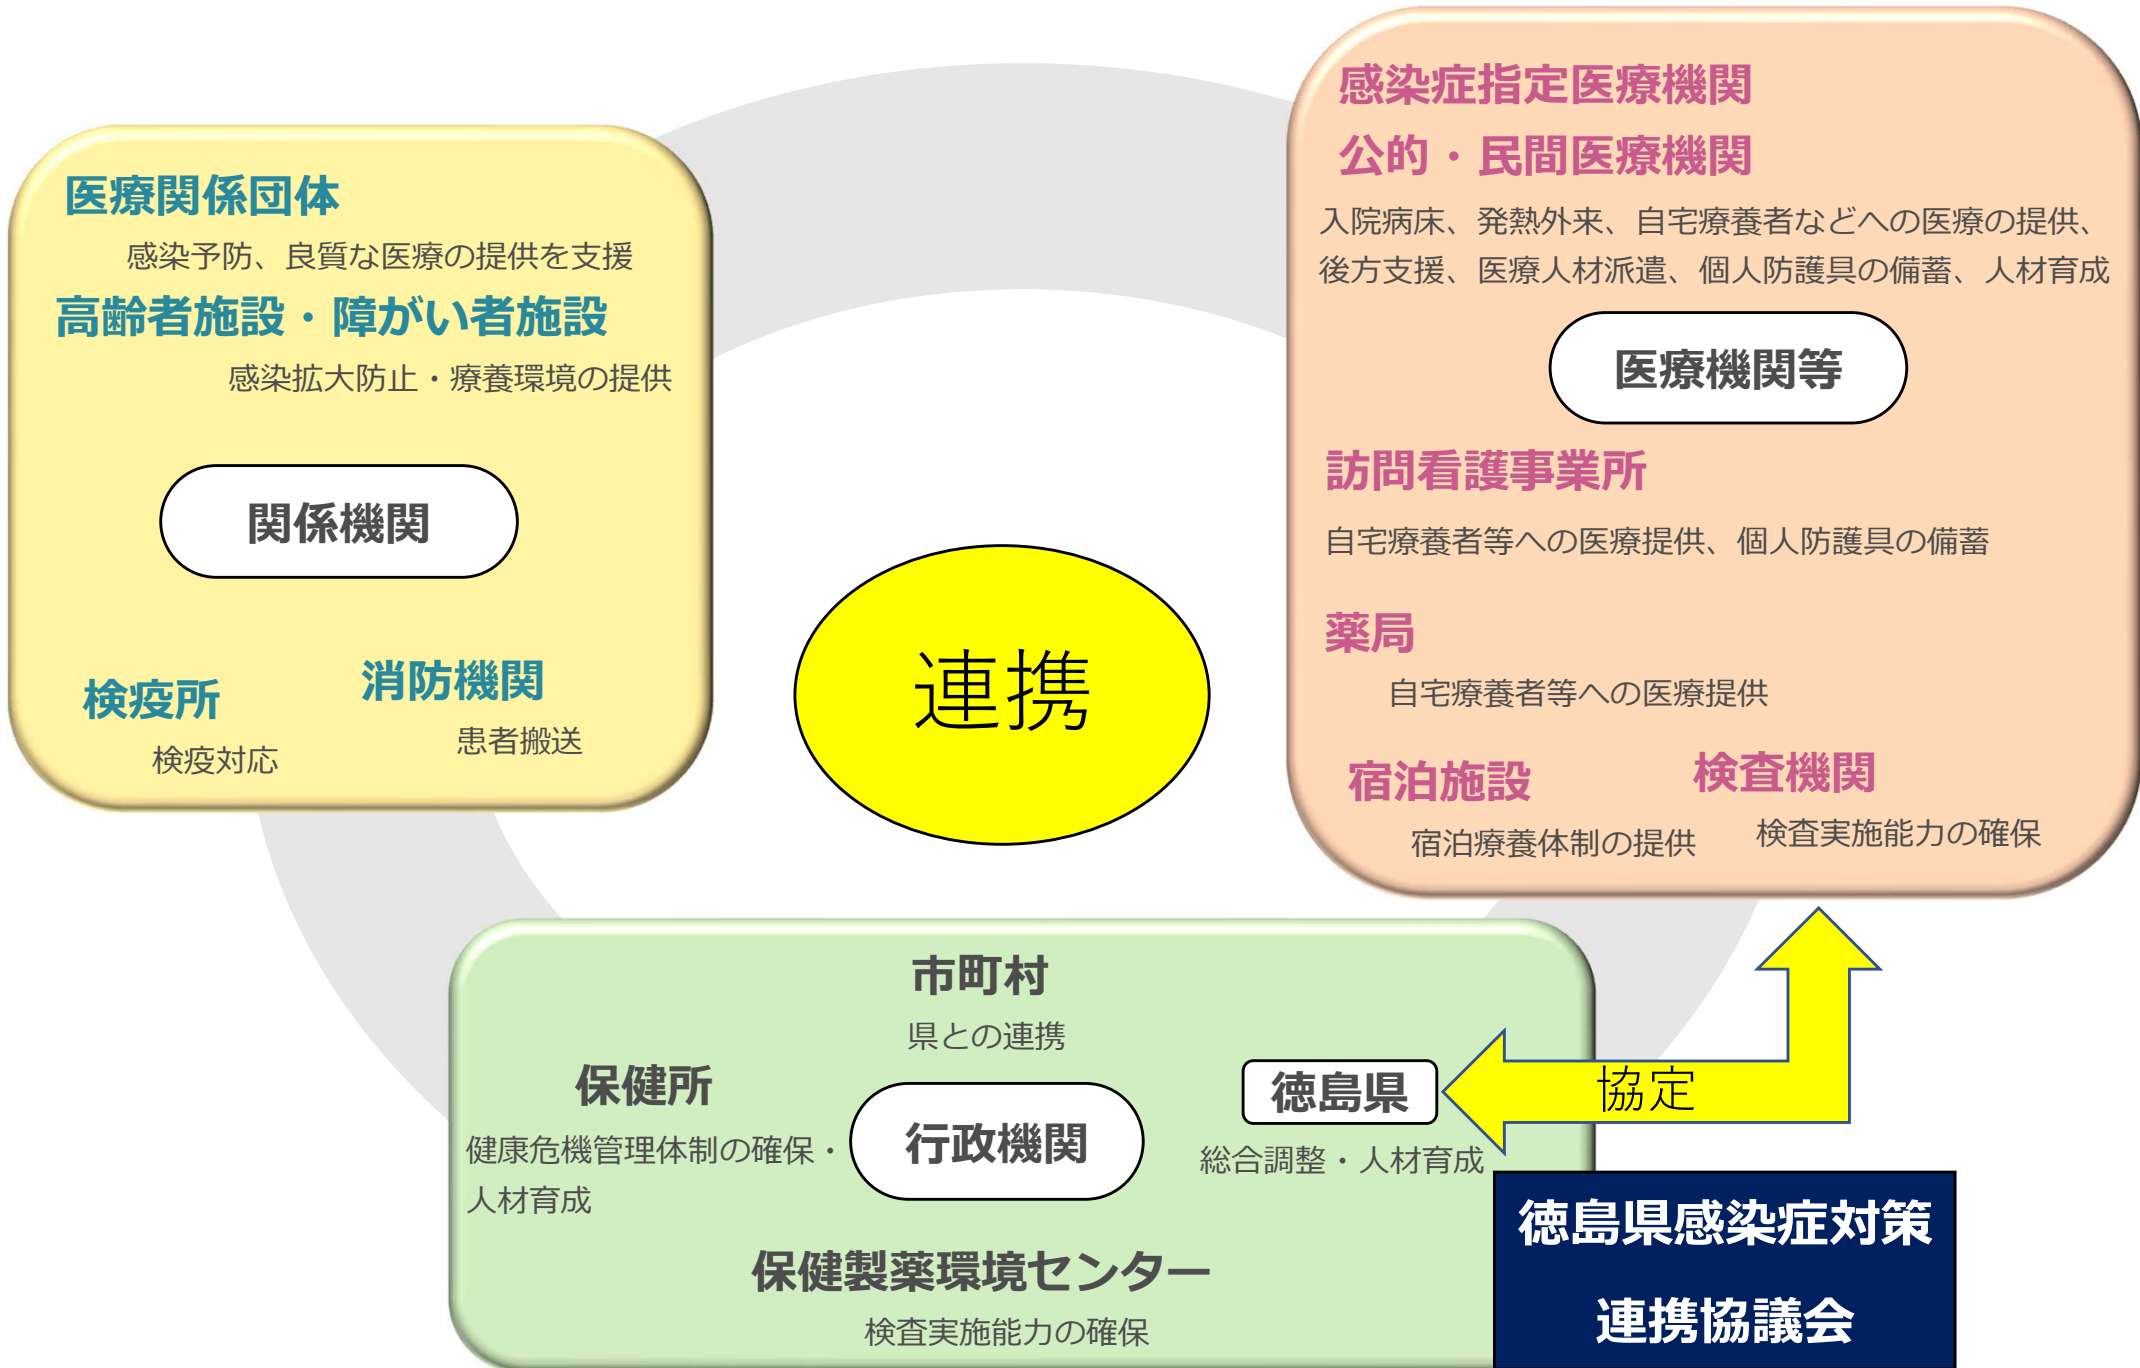 医療関係団体
感染予防、良質な医療の提供を支援
高齢者施設・障がい者施設
感染拡大防止・療養環境の提供
関係機関
検疫所
検疫対応
消防機関
患者搬送
連携
感染症指定医療機関
公的・民間医療機関
入院病床、発熱外来、自宅療養者などへの医療の提供、
後方支援、医療人材派遣、個人防護具の備蓄、人材育成
医療機関等
訪問看護事業所
自宅療養者等への医療提供、個人防護具の備蓄
薬局
自宅療養者等への医療提供
宿泊施設
宿泊療養体制の提供
検査機関
検査実施能力の確保
市町村
県との連携
保健所
健康危機管理体制の確保・
人材育成
行政機関
徳島県
総合調整・人材育成
協定
保健製薬環境センター
検査実施能力の確保
徳島県感染症対策
連携協議会